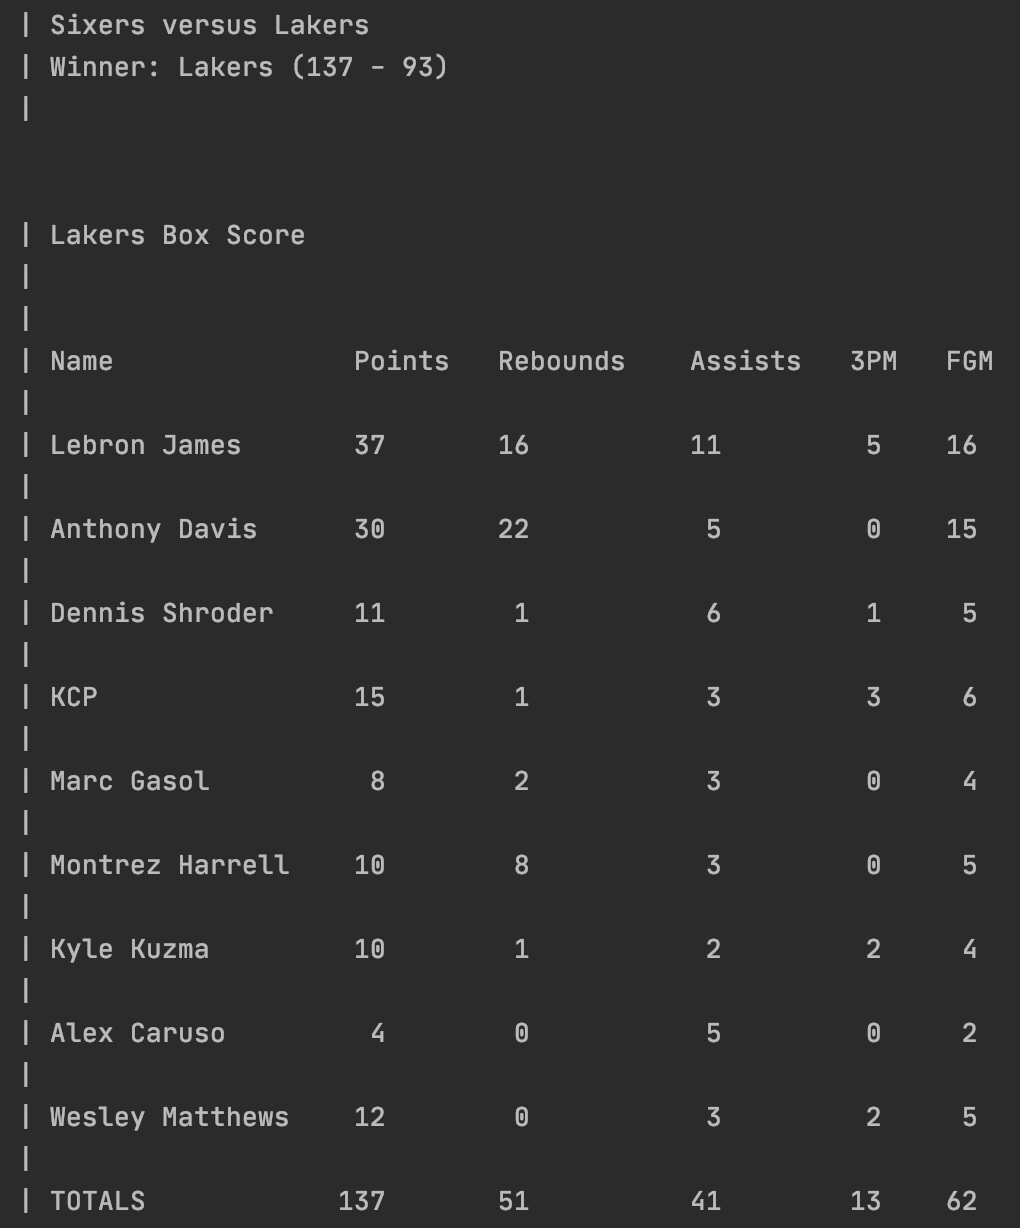 | Sixers versus Lakers
| Winner: Lakers (137 - 93)
|
| Lakers Box Score
|
|
| Name               Points   Rebounds    Assists   3PM   FGM
|
| Lebron James       37       16          11         5    16
|
| Anthony Davis      30       22           5         0    15
|
| Dennis Shroder     11        1           6         1     5
|
| KCP                15        1           3         3     6
|
| Marc Gasol          8        2           3         0     4
|
| Montrez Harrell    10        8           3         0     5
|
| Kyle Kuzma         10        1           2         2     4
|
| Alex Caruso         4        0           5         0     2
|
| Wesley Matthews    12        0           3         2     5
|
| TOTALS            137       51          41        13    62